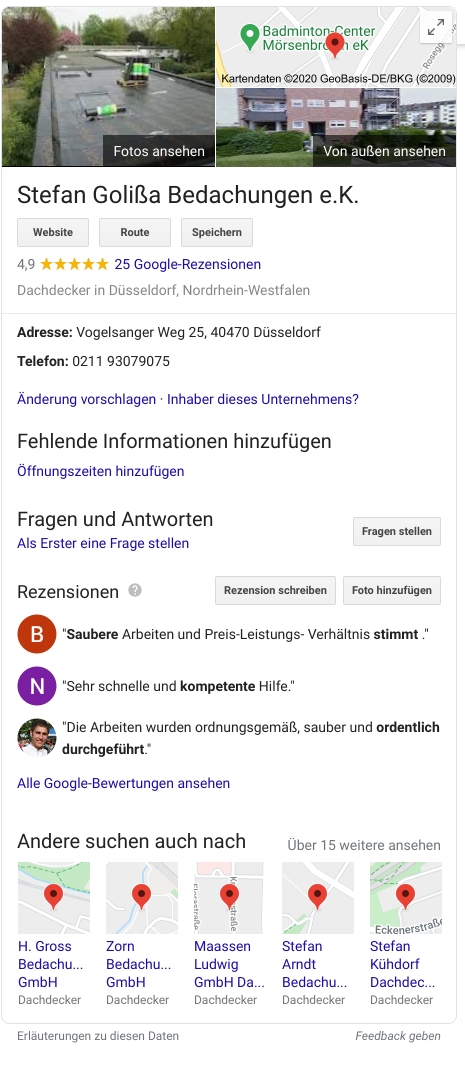 Badminton-Center
Mörsenbroich eK
Kartendaten ©2020 GeoBasis-DE/BKG (©2009)
Fotos ansehen
Von außen ansehen
Stefan Golißa Bedachungen e.K.
Website Route Speichern
4,9 25 Google-Rezensionen
Dachdecker in Düsseldorf, Nordrhein-Westfalen
Adresse: Vogelsanger Weg 25, 40470 Düsseldorf
Telefon: 0211 93079075
Änderung vorschlagen · Inhaber dieses Unternehmens?
Fehlende Informationen hinzufügen
Öffnungszeiten hinzufügen
Fragen und Antworten
Fragen stellen
Als Erster eine Frage stellen
Rezensionen ? Rezension schreiben Foto hinzufügen
B "Saubere Arbeiten und Preis-Leistungs- Verhältnis stimmt ."
N "Sehr schnelle und kompetente Hilfe."
"Die Arbeiten wurden ordnungsgemäß, sauber und ordentlich
durchgeführt."
Alle Google-Bewertungen ansehen
Andere suchen auch nach Über 15 weitere ansehen
Eckenerstraße
H. Gross Zorn Maassen Stefan Stefan
Bedachu... Bedachu... Ludwig Arndt Kühdorf
GmbH GmbH GmbH Da... Bedachu... Dachdec...
Dachdecker Dachdecker Dachdecker Dachdecker Dachdecker
Erläuterungen zu diesen Daten Feedback geben